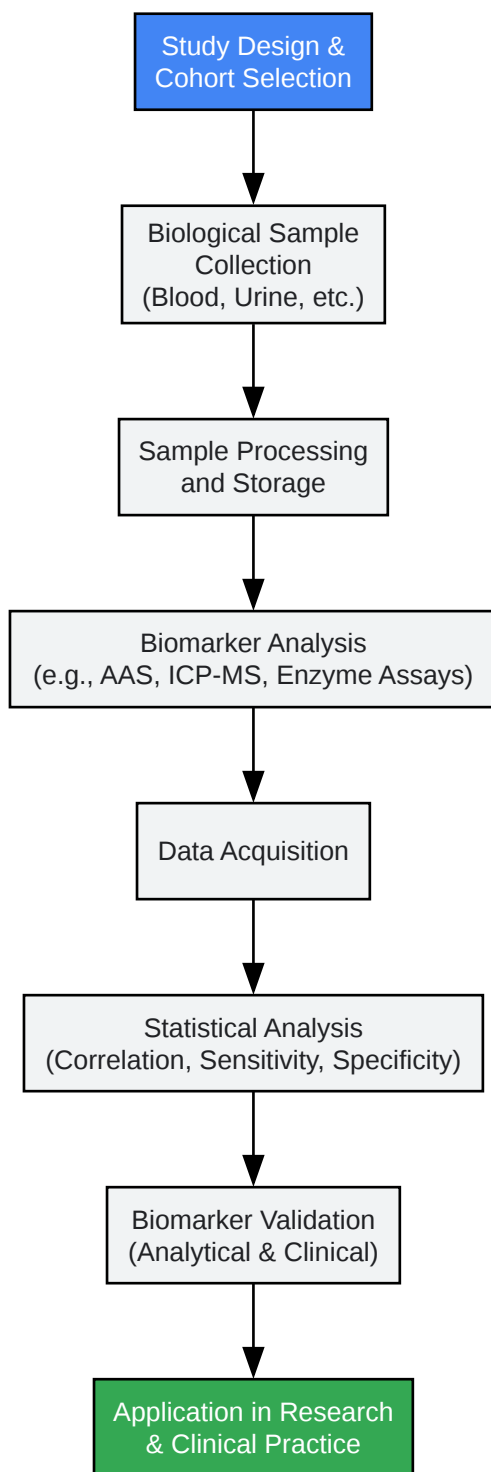 Study Design &
Cohort Selection
Biological Sample
Collection
(Blood, Urine, etc.)
Sample Processing
and Storage
Biomarker Analysis
(e.g., AAS, ICP-MS, Enzyme Assays)
Data Acquisition
Statistical Analysis
(Correlation, Sensitivity, Specificity)
Biomarker Validation
(Analytical & Clinical)
Application in Research
& Clinical Practice